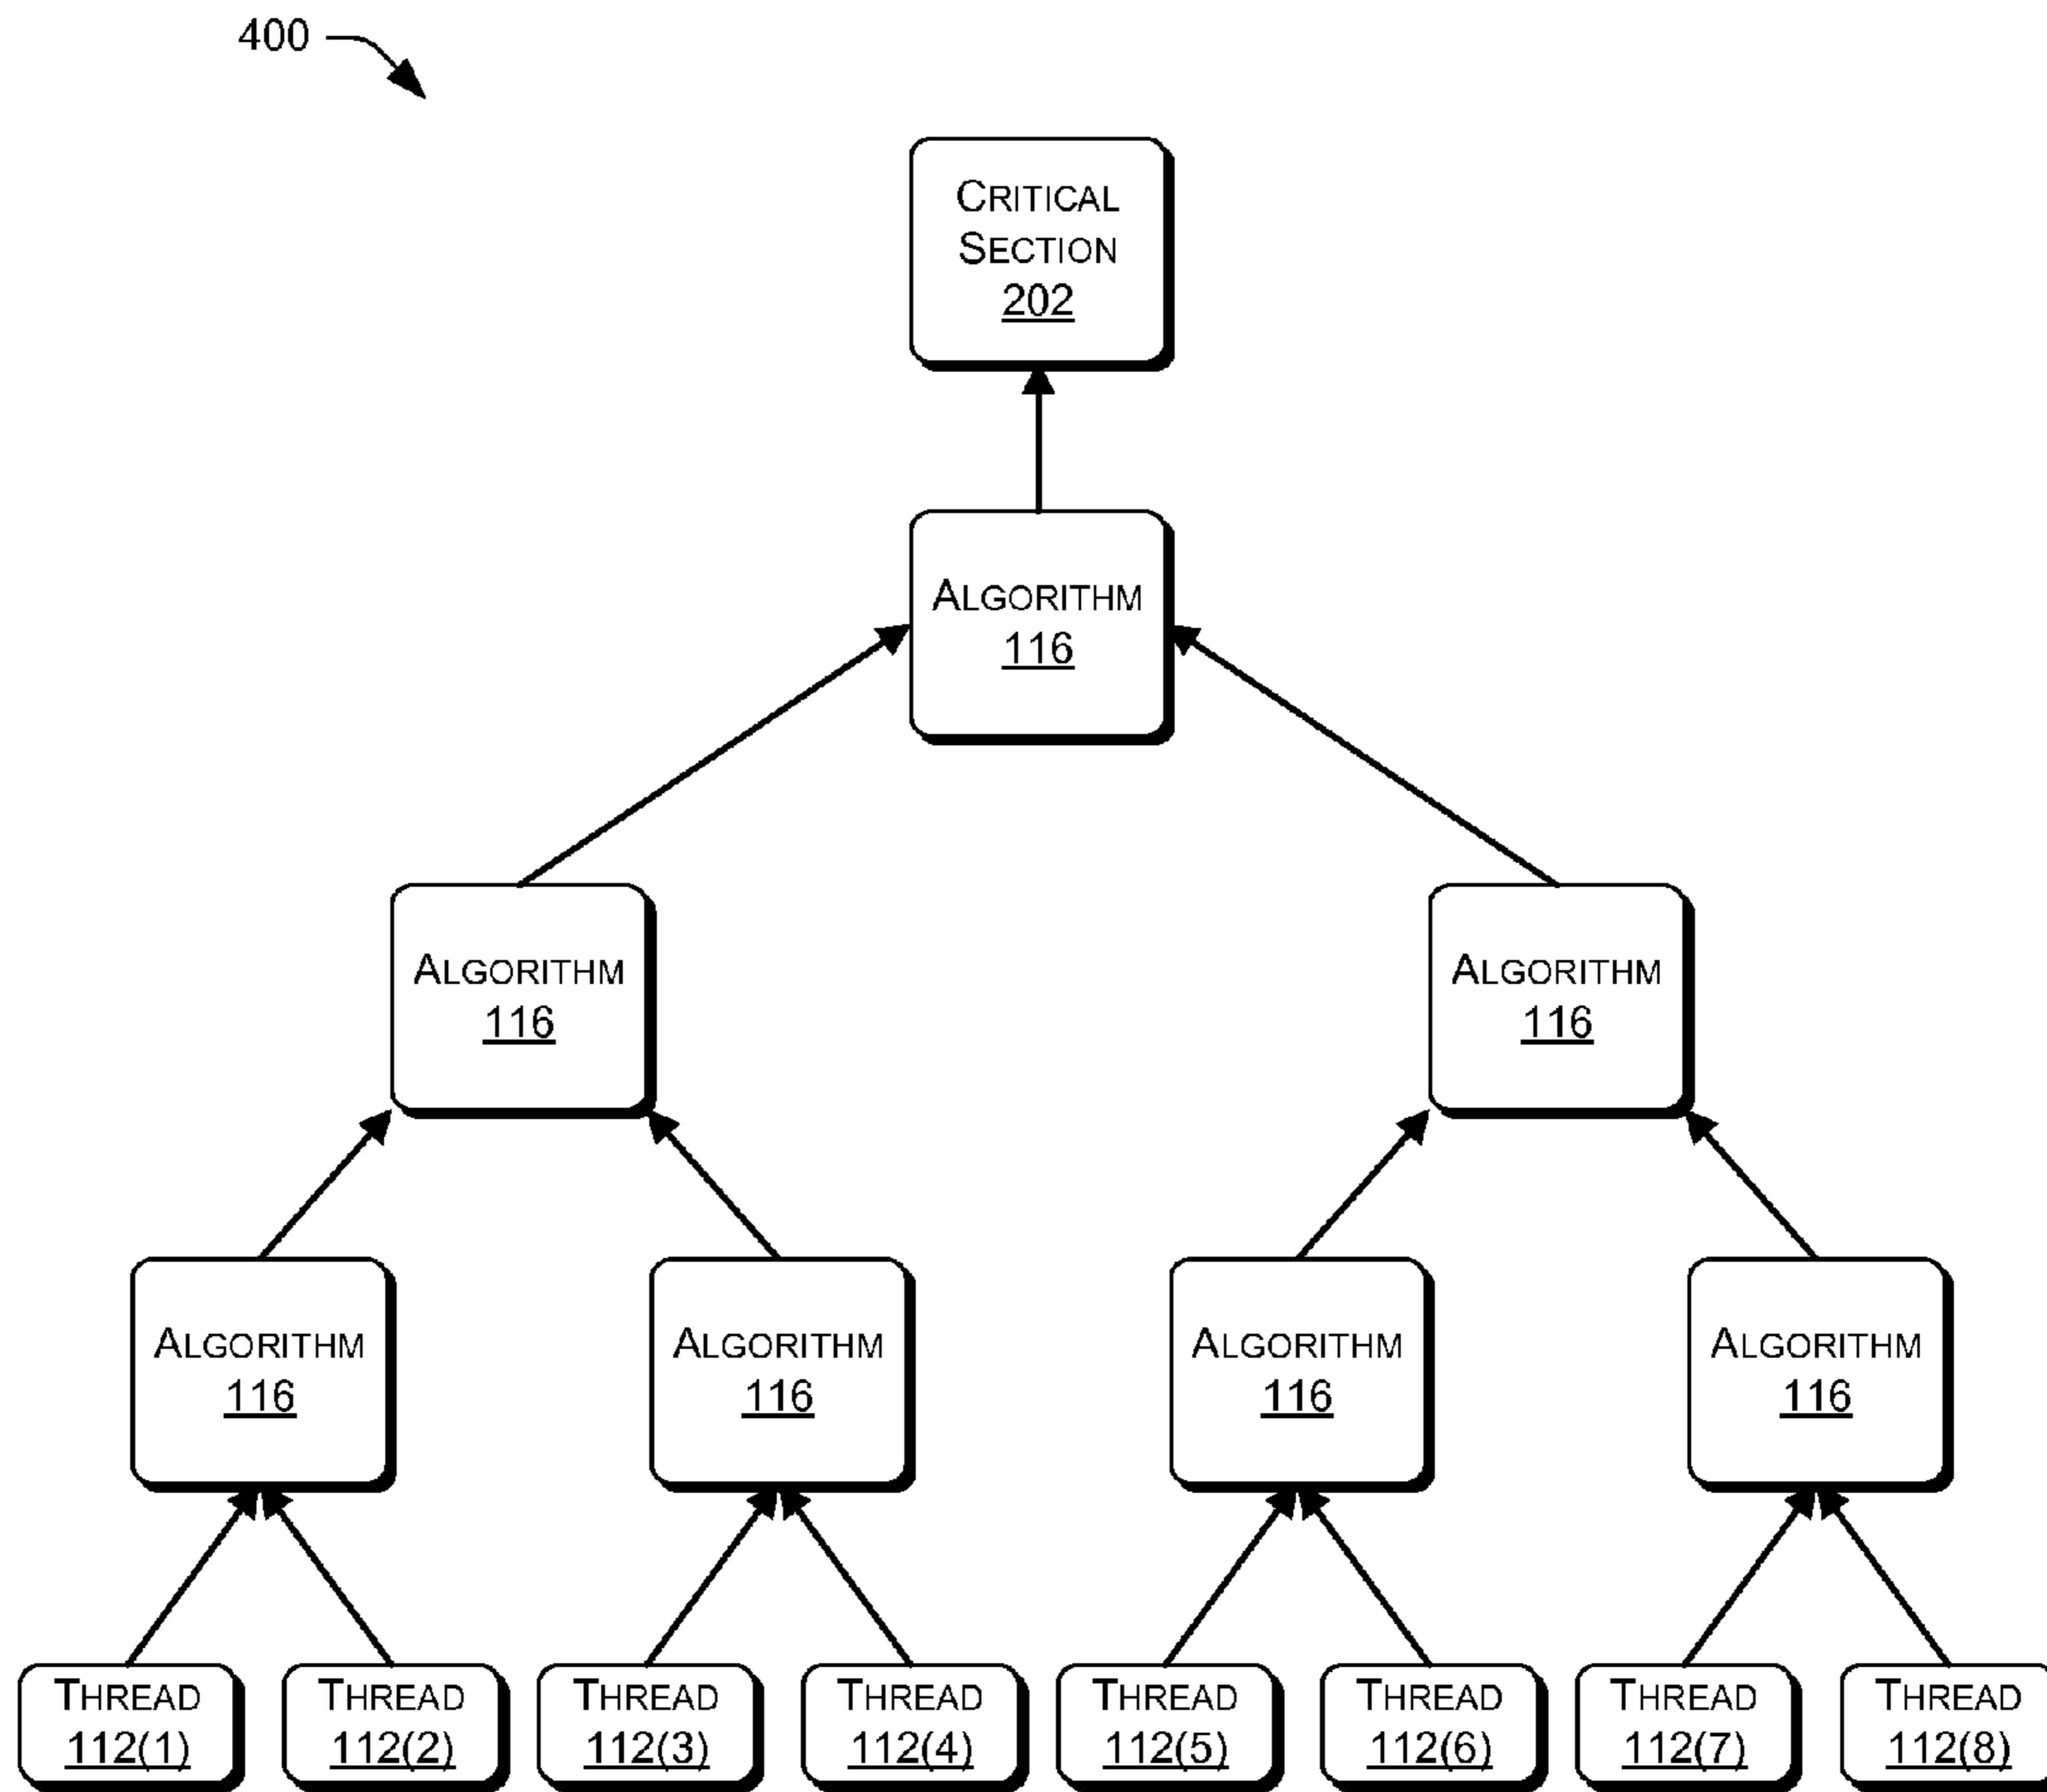 400
CRITICAL
SECTION
202
ALGORITHM
116
ALGORITHM
116
ALGORITHM
116
ALGORITHM
116
ALGORITHM
116
ALGORITHM
116
ALGORITHM
116
THREAD
112(1)
THREAD
112(2)
THREAD
112(3)
THREAD
112(4)
THREAD
112(5)
THREAD
112(6)
THREAD
112(7)
THREAD
112(8)